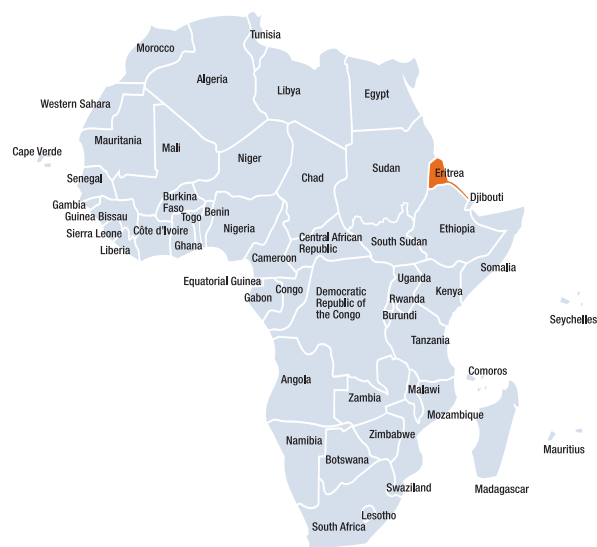 Tunisia
Morocco
Algeria
Libya
Egypt
Western Sahara
Mauritania
Mali
Cape Verde
Niger
Chad
Sudan
Eritrea
Senegal
Djibouti
Gambia
Burkina
Faso
Guinea Bissau
Togo
Benin
Sierra Leone
Côte d'Ivoire
Nigeria
Ethiopia
Liberia
Ghana
Central African
Republic
South Sudan
Cameroon
Somalia
Equatorial Guinea
Gabon
Congo
Democratic
Republic of
the Congo
Uganda
Rwanda
Kenya
Burundi
Seychelles
Tanzania
Comoros
Angola
Malawi
Zambia
Mozambique
Namibia
Zimbabwe
Mauritius
Botswana
Swaziland
Madagascar
Lesotho
South Africa